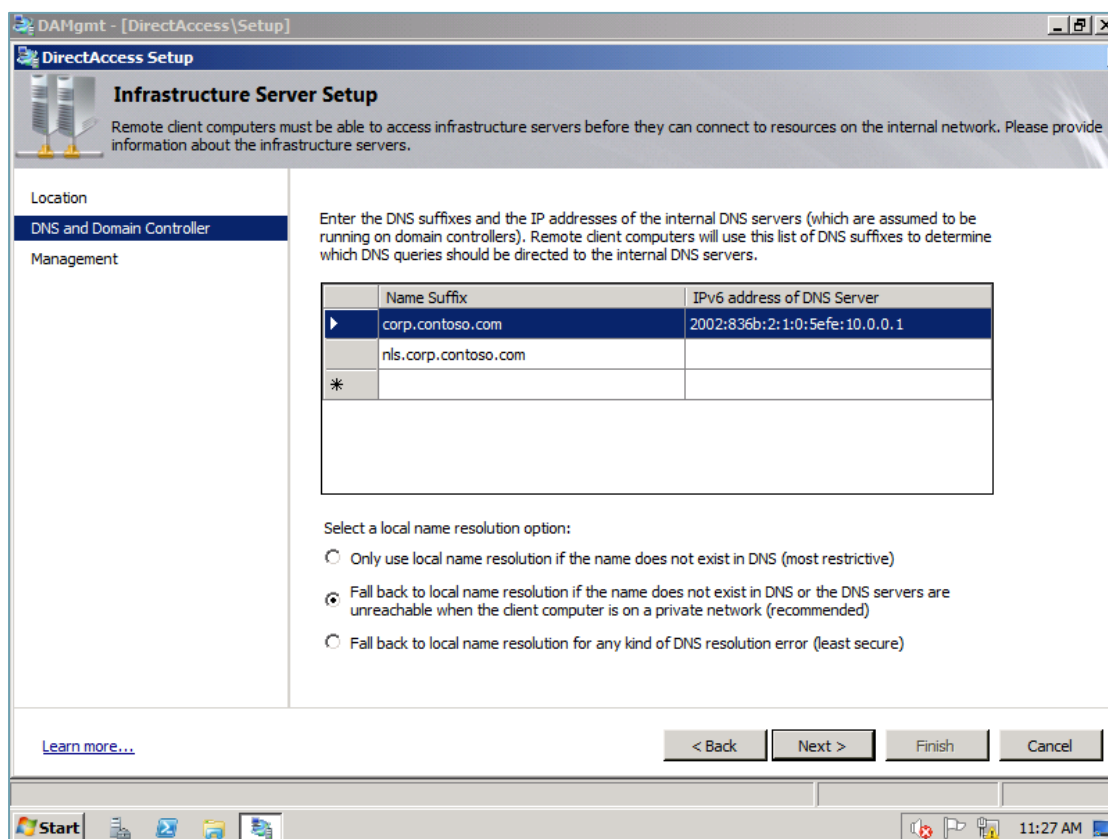 DAMgmt - [DirectAccess\Setup]
DirectAccess Setup
Infrastructure Server Setup
Remote client computers must be able to access infrastructure servers before they can connect to resources on the internal network. Please provide
information about the infrastructure servers.
Location
DNS and Domain Controller
Management
Enter the DNS suffixes and the IP addresses of the internal DNS servers (which are assumed to be
running on domain controllers). Remote client computers will use this list of DNS suffixes to determine
which DNS queries should be directed to the internal DNS servers.
Name Suffix IPv6 address of DNS Server
corp.contoso.com 2002:836b:2:1:0:5efe:10.0.0.1
nls.corp.contoso.com
Select a local name resolution option:
Only use local name resolution if the name does not exist in DNS (most restrictive)
Fall back to local name resolution if the name does not exist in DNS or the DNS servers are
unreachable when the client computer is on a private network (recommended)
Fall back to local name resolution for any kind of DNS resolution error (least secure)
Learn more...
< Back Next > Finish Cancel
Start 11:27 AM